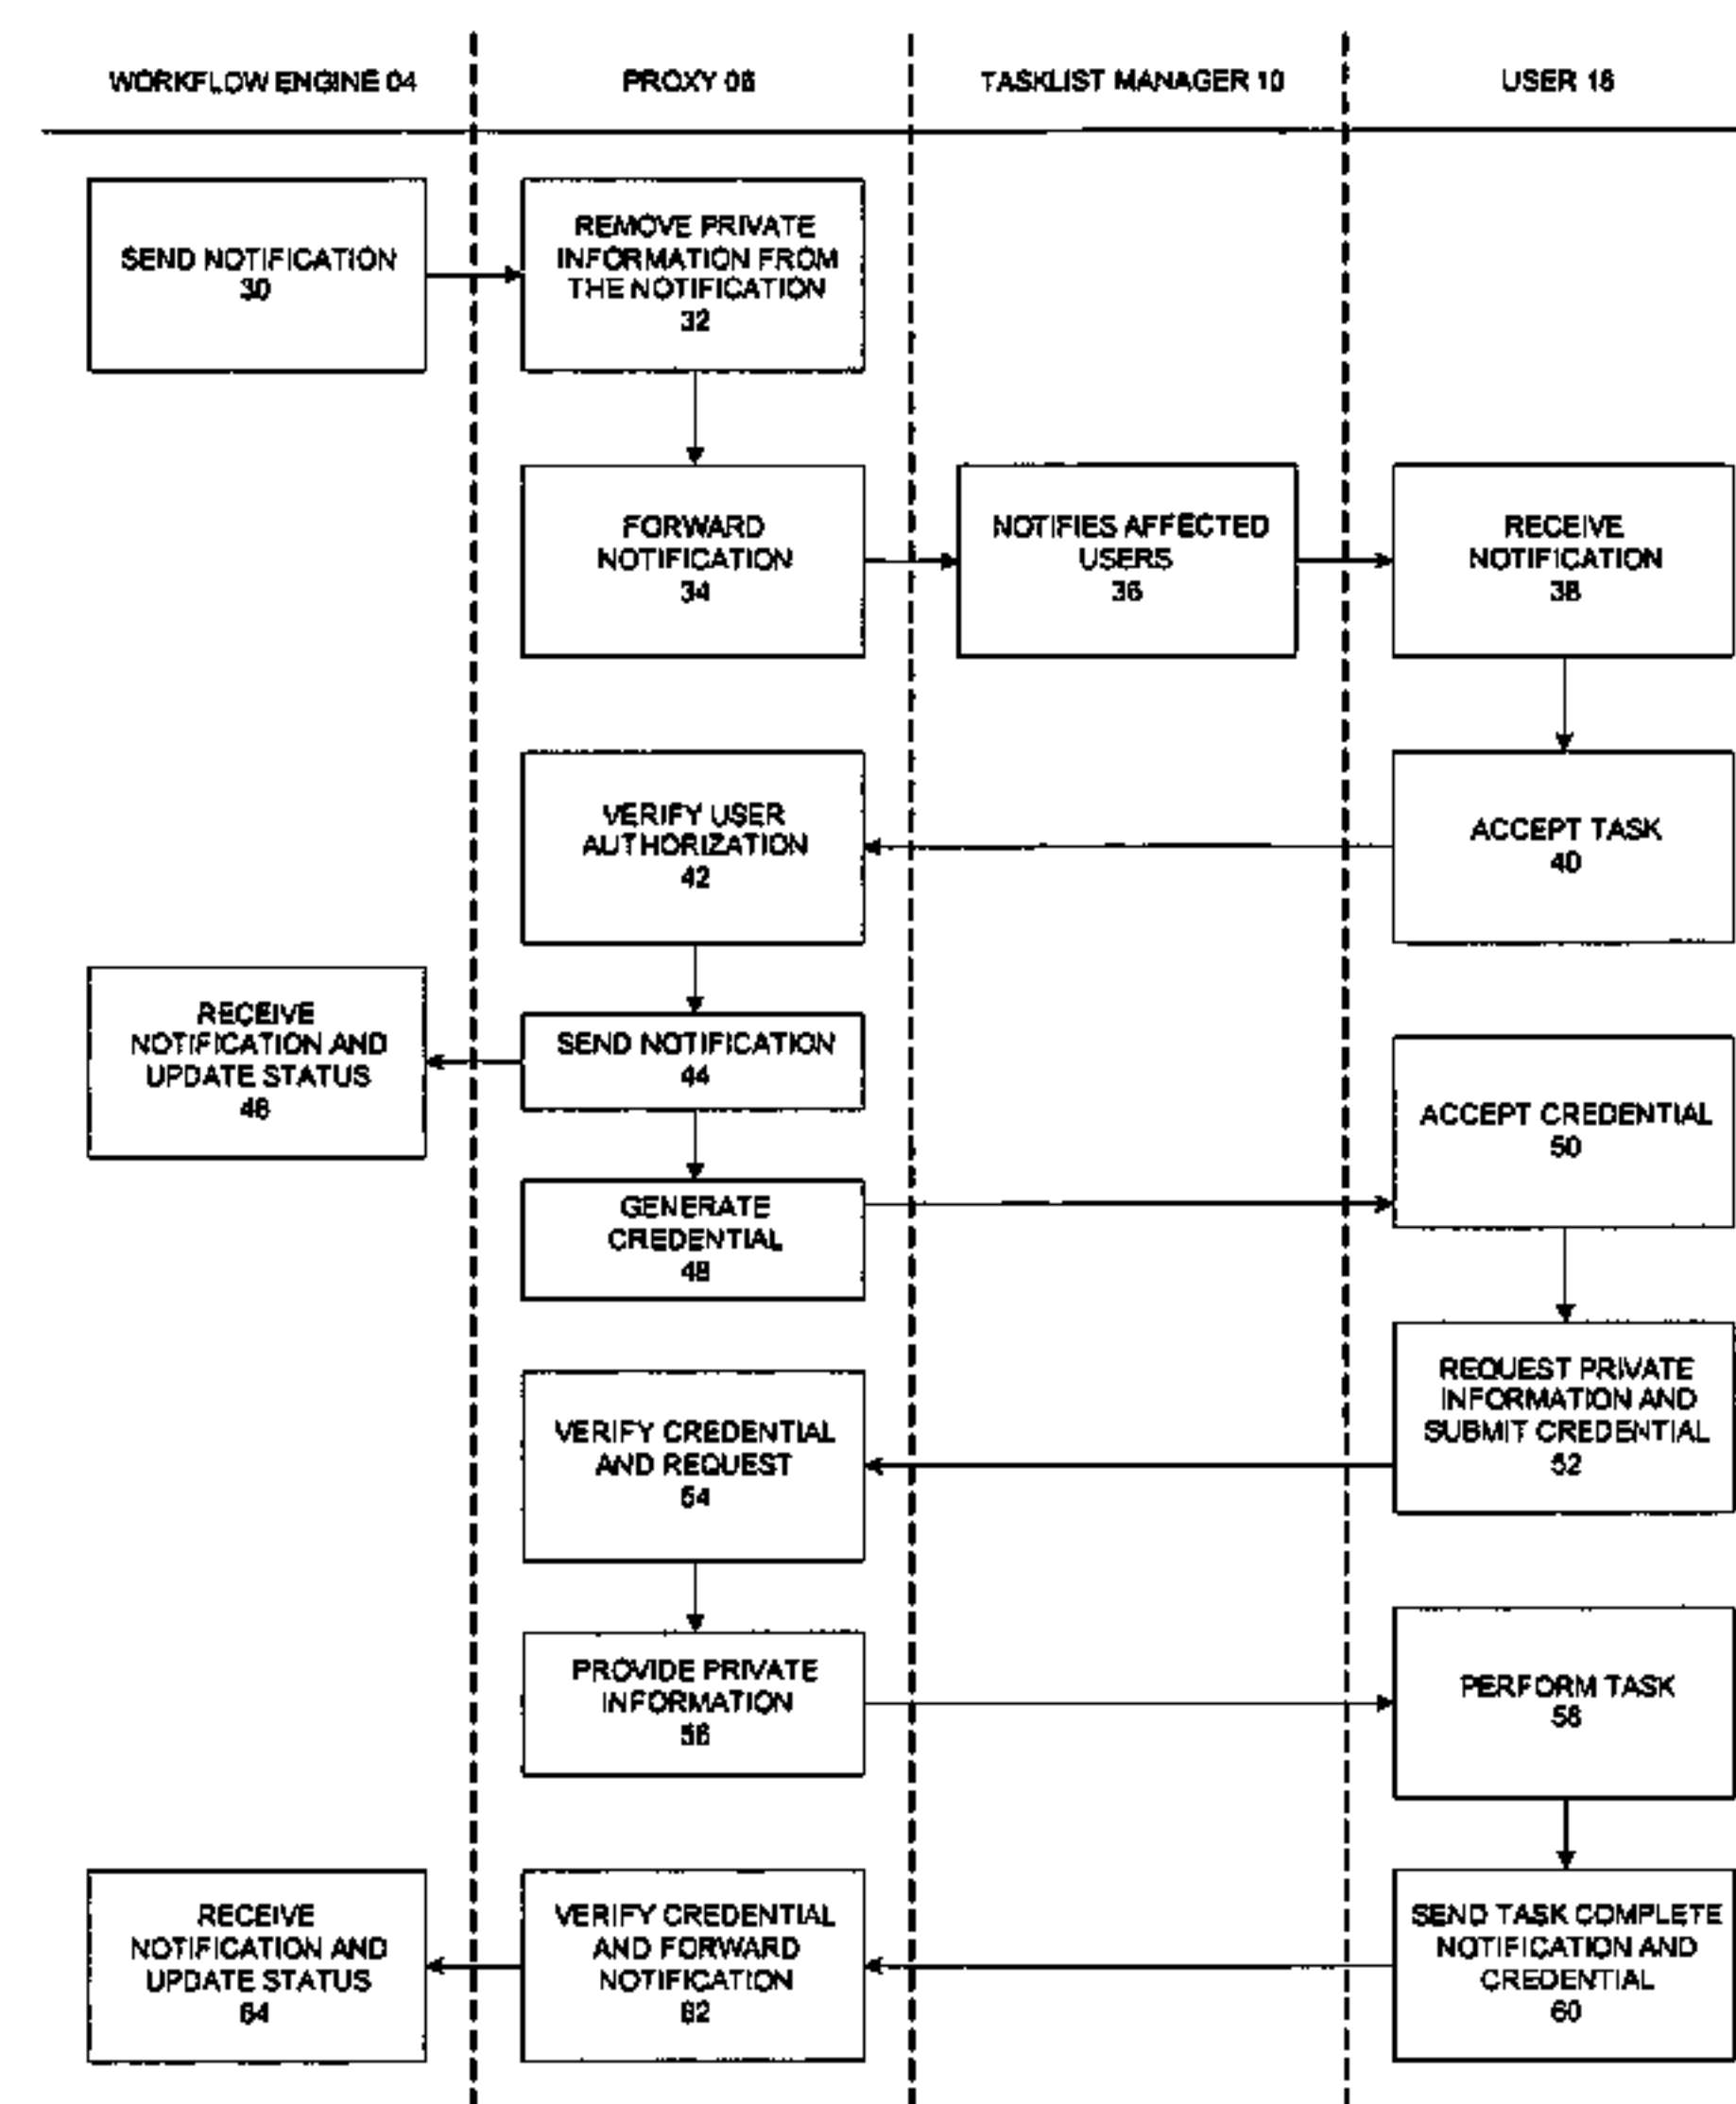 WORKFLOW ENGINE 04
PROXY 06
TASKLIST MANAGER 10
USER 16
SEND NOTIFICATION
30
REMOVE PRIVATE
INFORMATION FROM
THE NOTIFICATION
32
FORWARD
NOTIFICATION
34
NOTIFIES AFFECTED
USERS
36
RECEIVE
NOTIFICATION
38
VERIFY USER
AUTHORIZATION
42
ACCEPT TASK
40
RECEIVE
NOTIFICATION AND
UPDATE STATUS
46
SEND NOTIFICATION
44
ACCEPT CREDENTIAL
50
GENERATE
CREDENTIAL
48
REQUEST PRIVATE
INFORMATION AND
SUBMIT CREDENTIAL
52
VERIFY CREDENTIAL
AND REQUEST
54
PROVIDE PRIVATE
INFORMATION
56
PERFORM TASK
58
RECEIVE
NOTIFICATION AND
UPDATE STATUS
64
VERIFY CREDENTIAL
AND FORWARD
NOTIFICATION
62
SEND TASK COMPLETE
NOTIFICATION AND
CREDENTIAL
60